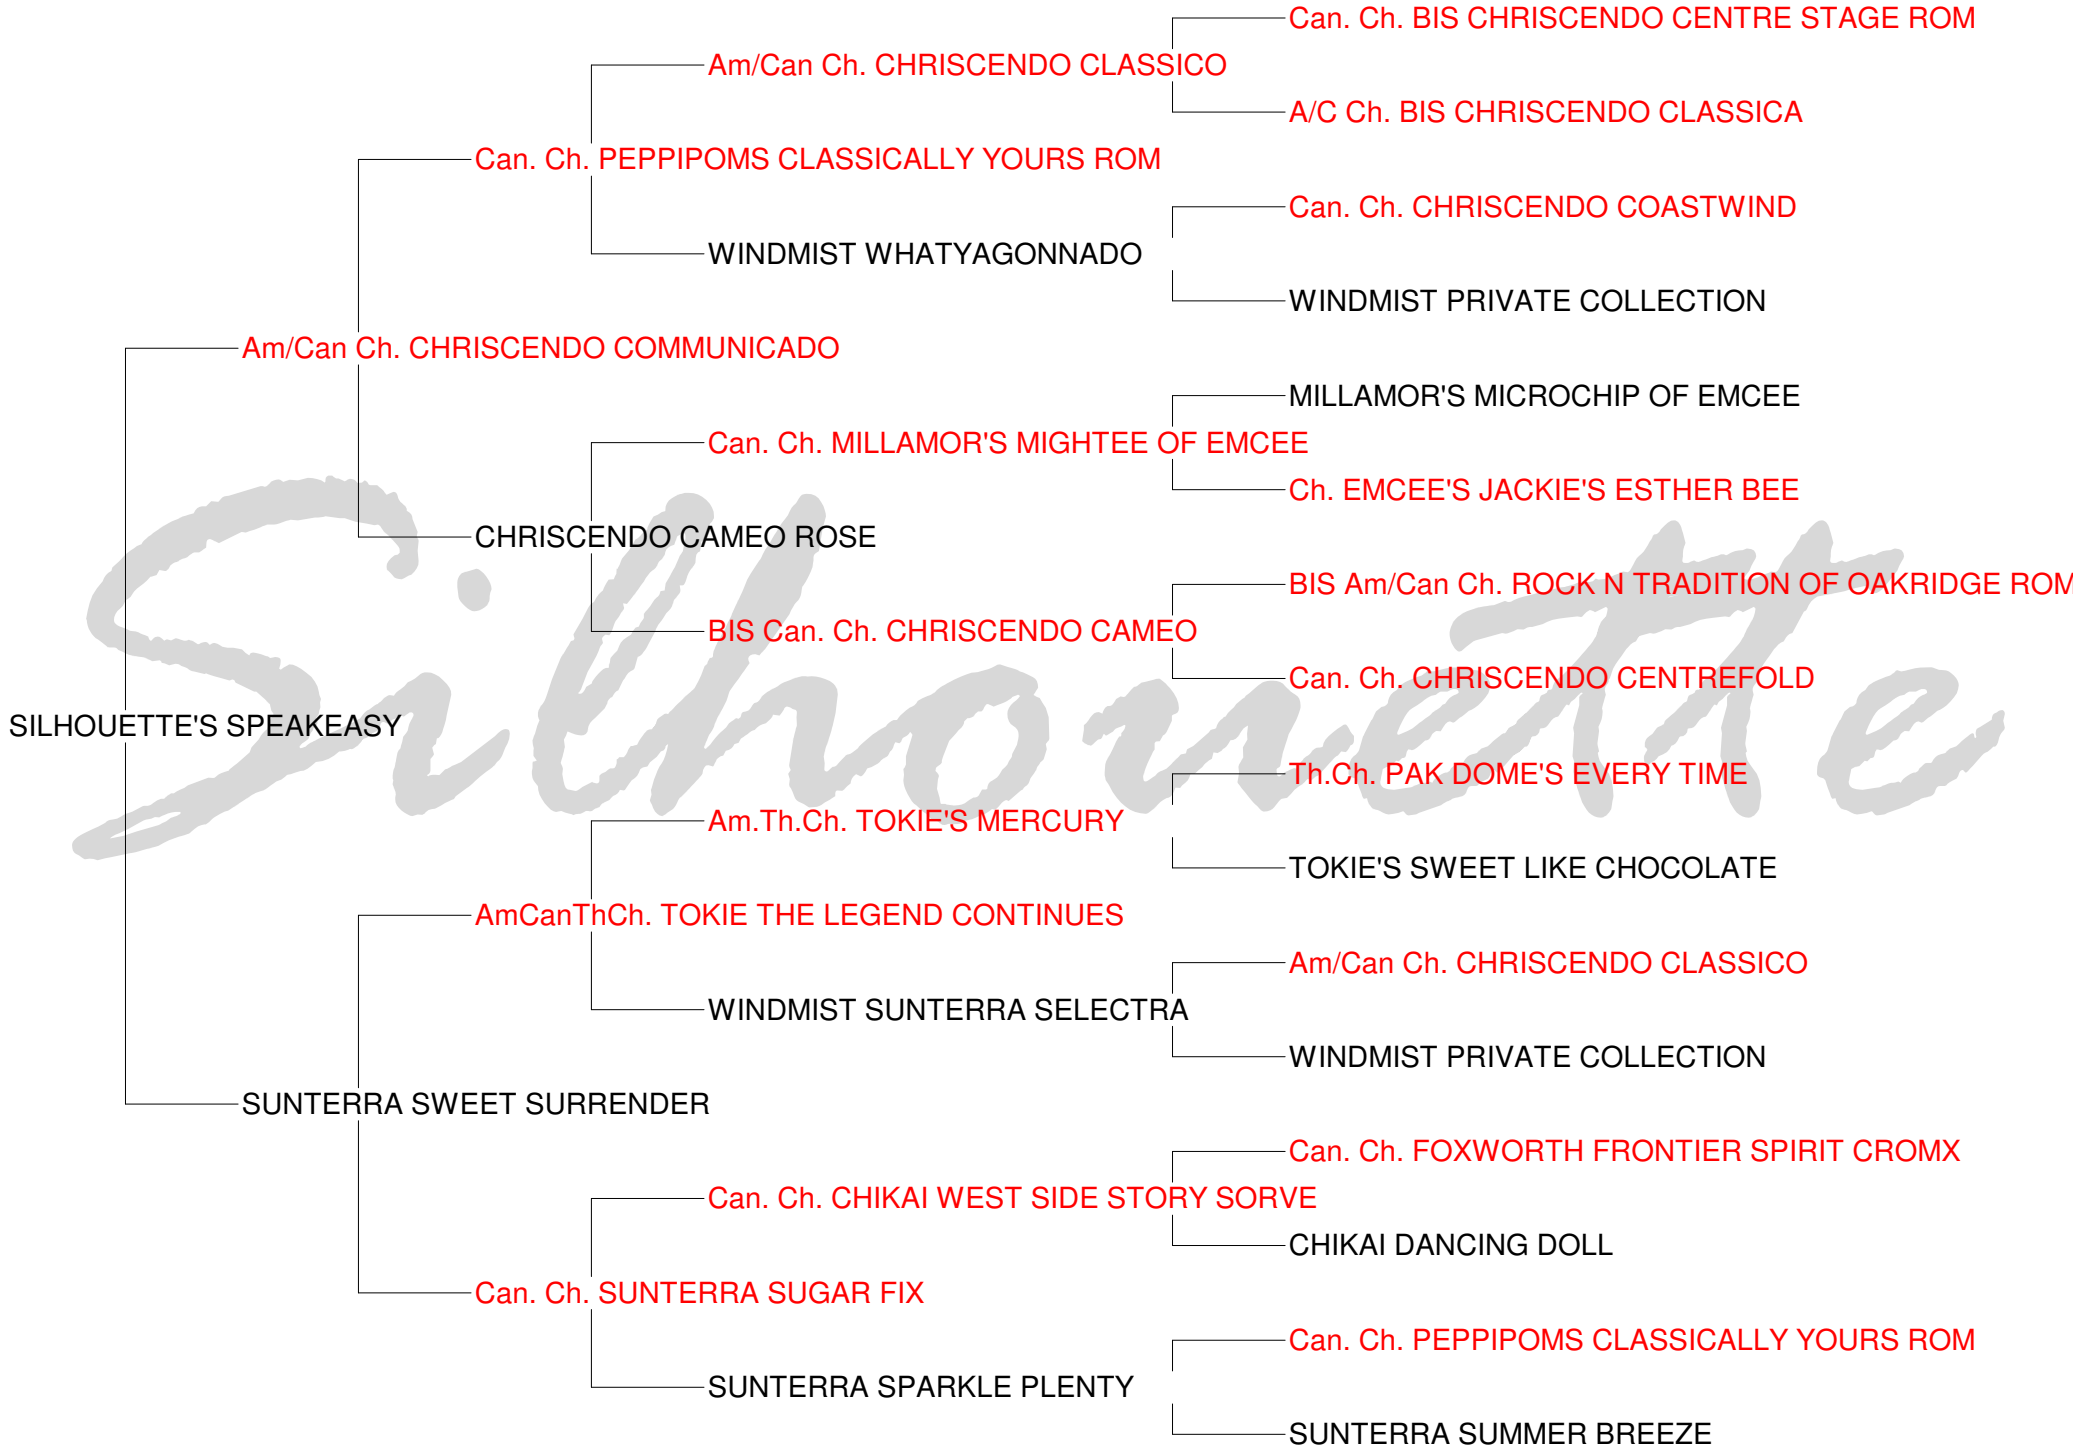 Can. Ch. BIS CHRISCENDO CENTRE STAGE ROM
Am/Can Ch. CHRISCENDO CLASSICO
A/C Ch. BIS CHRISCENDO CLASSICA
Can. Ch. PEPPIPOMS CLASSICALLY YOURS ROM
Can. Ch. CHRISCENDO COASTWIND
WINDMIST WHATYAGONNADO
WINDMIST PRIVATE COLLECTION
Am/Can Ch. CHRISCENDO COMMUNICADO
MILLAMOR'S MICROCHIP OF EMCEE
Can. Ch. MILLAMOR'S MIGHTEE OF EMCEE
Ch. EMCEE'S JACKIE'S ESTHER BEE
CHRISCENDO CAMEO ROSE
BIS Am/Can Ch. ROCK N TRADITION OF OAKRIDGE ROM
BIS Can. Ch. CHRISCENDO CAMEO
Can. Ch. CHRISCENDO CENTREFOLD
Silhouette
SILHOUETTE'S SPEAKEASY
Th.Ch. PAK DOME'S EVERY TIME
Am.Th.Ch. TOKIE'S MERCURY
TOKIE'S SWEET LIKE CHOCOLATE
AmCanThCh. TOKIE THE LEGEND CONTINUES
Am/Can Ch. CHRISCENDO CLASSICO
WINDMIST SUNTERRA SELECTRA
WINDMIST PRIVATE COLLECTION
SUNTERRA SWEET SURRENDER
Can. Ch. FOXWORTH FRONTIER SPIRIT CROMX
Can. Ch. CHIKAI WEST SIDE STORY SORVE
CHIKAI DANCING DOLL
Can. Ch. SUNTERRA SUGAR FIX
Can. Ch. PEPPIPOMS CLASSICALLY YOURS ROM
SUNTERRA SPARKLE PLENTY
SUNTERRA SUMMER BREEZE